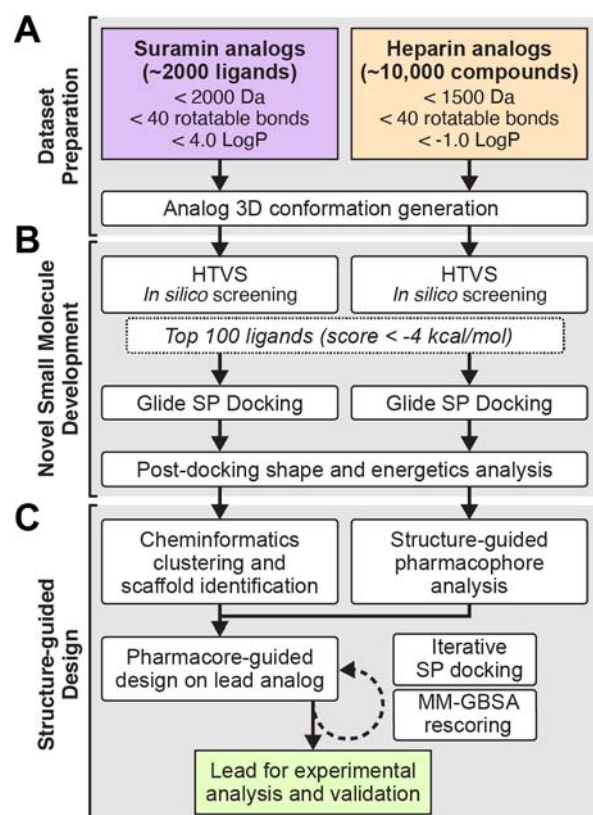 A
Dataset
Preparation
Suramin analogs
(~2000 ligands)
< 2000 Da
< 40 rotatable bonds
< 4.0 LogP
Heparin analogs
(~10,000 compounds)
< 1500 Da
< 40 rotatable bonds
< -1.0 LogP
Analog 3D conformation generation
B
Novel Small Molecule
Development
HTVS
In silico screening
HTVS
In silico screening
Top 100 ligands (score < -4 kcal/mol)
Glide SP Docking
Glide SP Docking
Post-docking shape and energetics analysis
C
Structure-guided
Design
Cheminformatics
clustering and
scaffold identification
Structure-guided
pharmacophore
analysis
Pharmacore-guided
design on lead analog
Iterative
SP docking
MM-GBSA
rescoring
Lead for experimental
analysis and validation